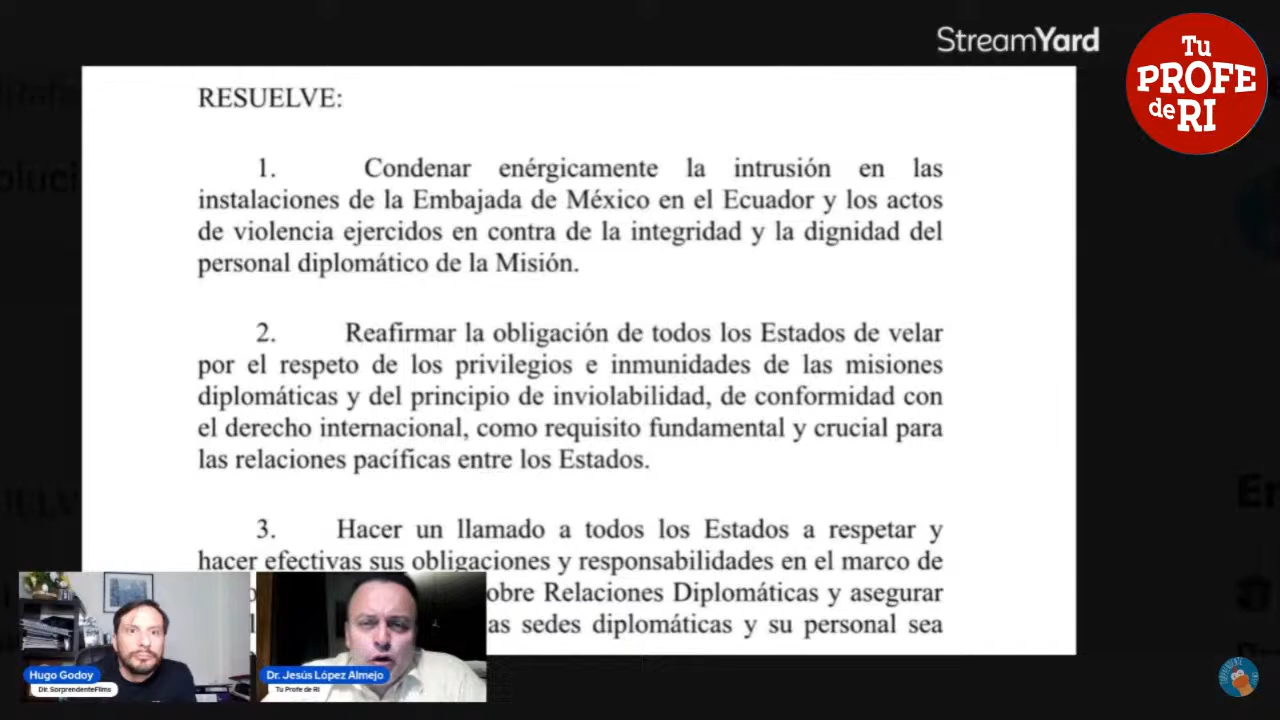 StreamYard
Tu
PROFE
de RI
RESUELVE:
1. Condenar enérgicamente la intrusión en las
instalaciones de la Embajada de México en el Ecuador y los actos
de violencia ejercidos en contra de la integridad y la dignidad del
personal diplomático de la Misión.
2. Reafirmar la obligación de todos los Estados de velar
por el respeto de los privilegios e inmunidades de las misiones
diplomáticas y del principio de inviolabilidad, de conformidad con
el derecho internacional, como requisito fundamental y crucial para
las relaciones pacíficas entre los Estados.
3. Hacer un llamado a todos los Estados a respetar y
hacer efectivas sus obligaciones y responsabilidades en el marco de
obre Relaciones Diplomáticas y asegurar
as sedes diplomáticas y su personal sea
Hugo Godoy
Dir. SorprendenteFilms
Dr. Jesús López Almejo
Tu Profe de RI